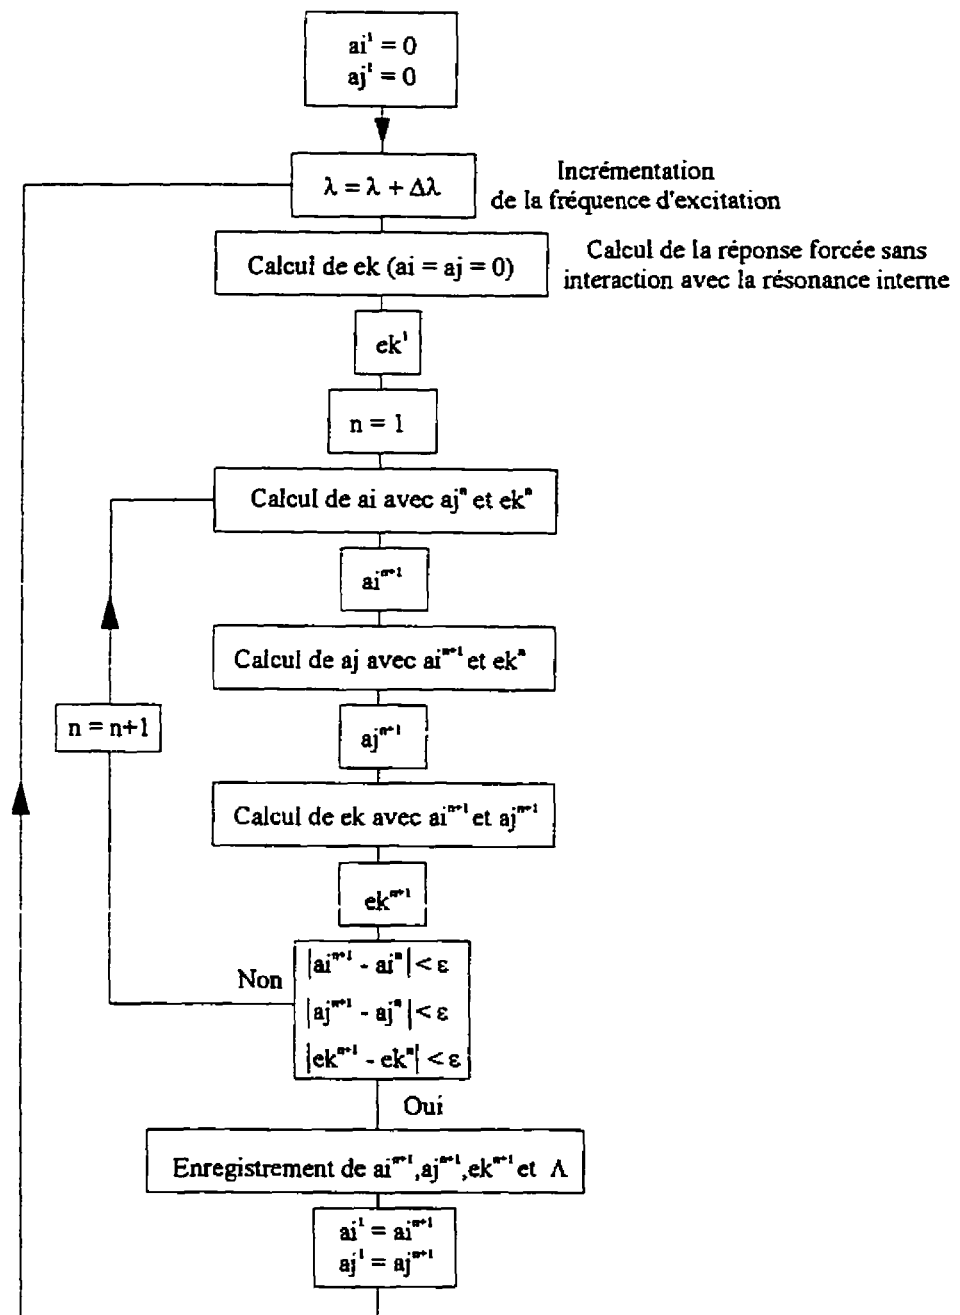 ai¹ = 0
aj¹ = 0
λ = λ + Δλ
Incrémentation
de la fréquence d'excitation
Calcul de ek (ai = aj = 0)
Calcul de la réponse forcée sans
interaction avec la résonance interne
ek¹
n = 1
Calcul de ai avec ajⁿ et ekⁿ
aiⁿ⁺¹
Calcul de aj avec aiⁿ⁺¹ et ekⁿ
n = n+1
ajⁿ⁺¹
Calcul de ek avec aiⁿ⁺¹ et ajⁿ⁺¹
ekⁿ⁺¹
Non
|aiⁿ⁺¹ - aiⁿ| < ε
|ajⁿ⁺¹ - ajⁿ| < ε
|ekⁿ⁺¹ - ekⁿ| < ε
Oui
Enregistrement de aiⁿ⁺¹,ajⁿ⁺¹,ekⁿ⁺¹ et Λ
ai¹ = aiⁿ⁺¹
aj¹ = ajⁿ⁺¹